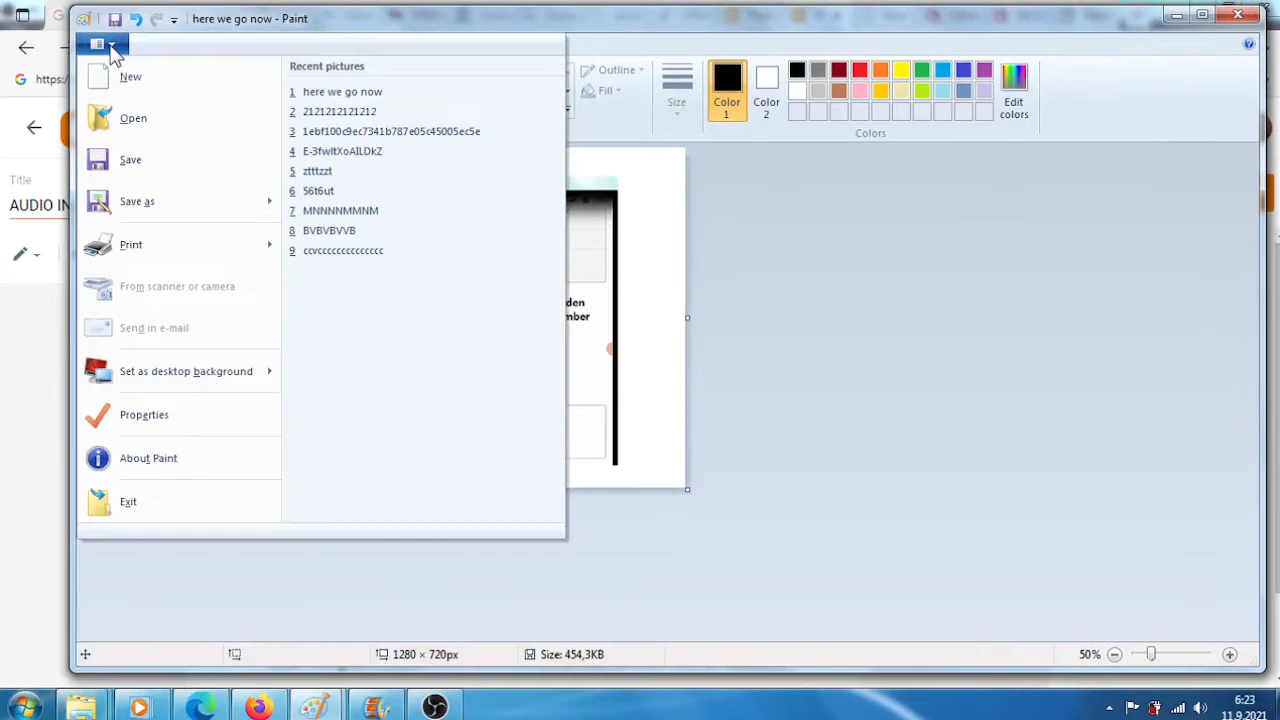 here we go now - Paint
https:
Title
AUDIO IN
New
Open
Save
Save as
Print
From scanner or camera
Send in e-mail
Set as desktop background
Properties
About Paint
Exit
Recent pictures
1 here we go now
2 2121212121212
3 1ebf100c9ec7341b787e05c45005ec5e
4 E-3fwItXoAILDkZ
5 ztttzzt
6 56t6ut
7 MNNNNMMNM
8 BVBVBVVB
9 ccvcccccccccccc
Outline
Fill
Size
Color
1
Color
2
Edit
colors
Colors
den
mber
1280 × 720px
Size: 454,3KB
50%
6:23
11.9.2021